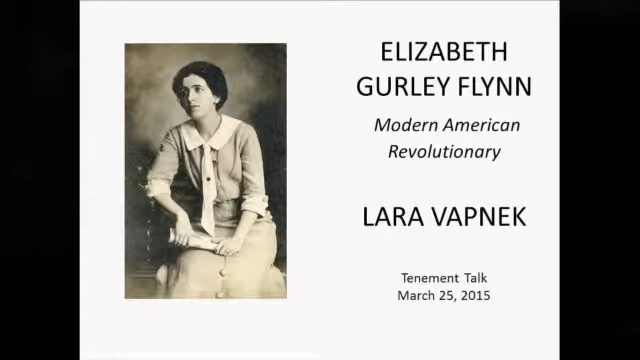 ELIZABETH
GURLEY FLYNN
Modern American
Revolutionary
LARA VAPNEK
Tenement Talk
March 25, 2015